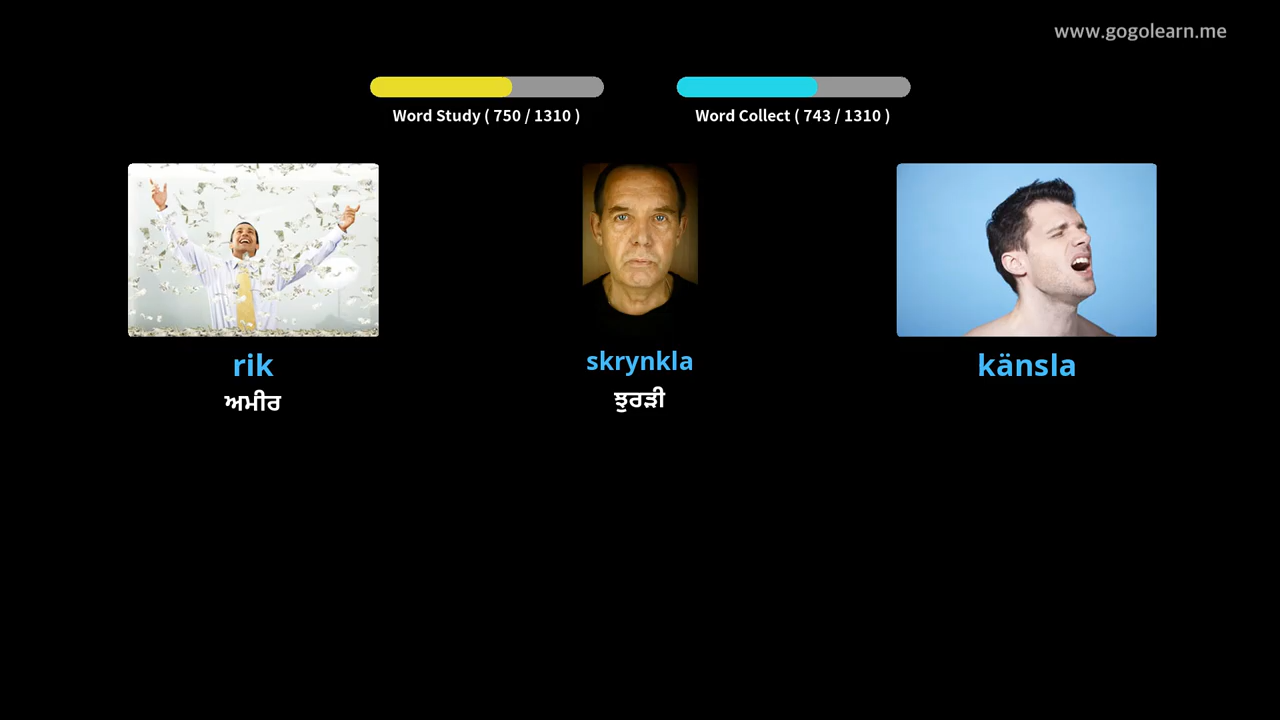 www.gogolearn.me
Word Study ( 750 / 1310 )
Word Collect ( 743 / 1310 )
rik
skrynkla
känsla
ਅਮੀਰ
ਝੁਰੜੀ